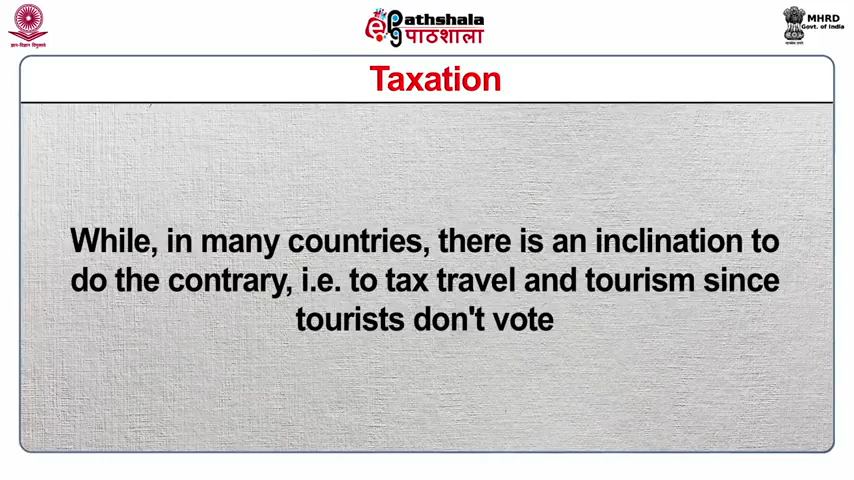 ePathshala
पाठशाला
MHRD
Govt. of India
Taxation
While, in many countries, there is an inclination to
do the contrary, i.e. to tax travel and tourism since
tourists don't vote